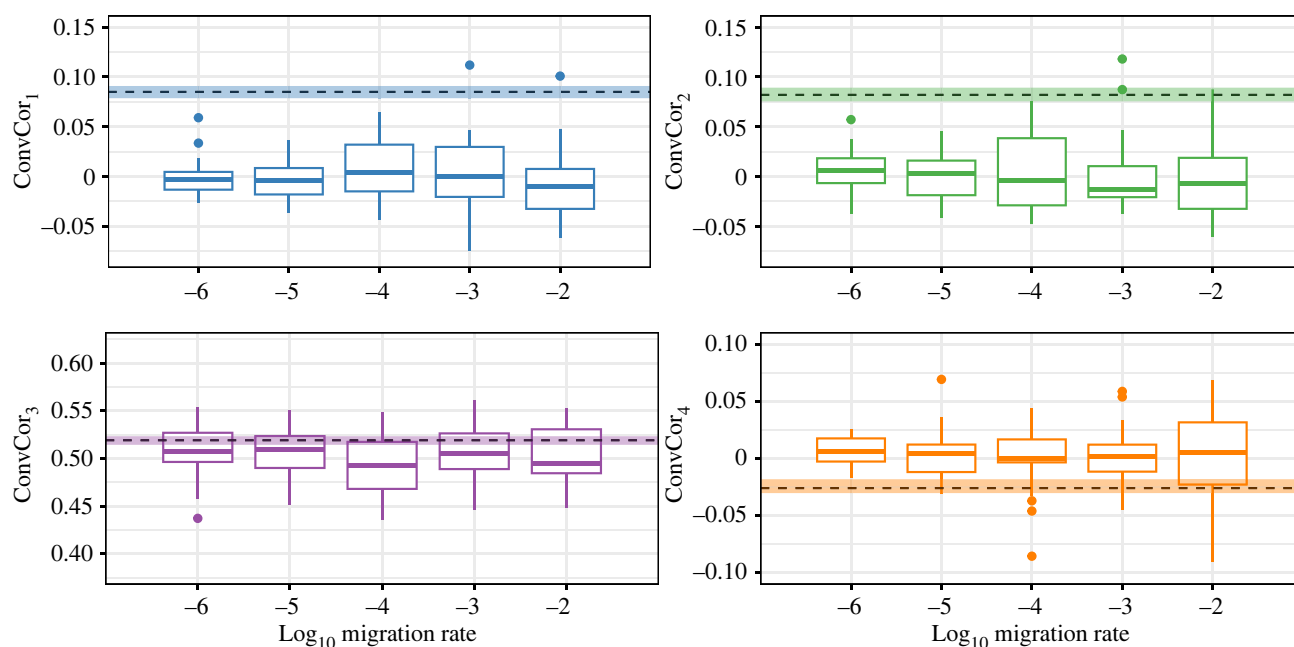 ConvCor₁
0.15
0.10
0.05
0
–0.05
–6 –5 –4 –3 –2
ConvCor₂
0.15
0.10
0.05
0
–0.05
–6 –5 –4 –3 –2
ConvCor₃
0.60
0.55
0.50
0.45
0.40
–6 –5 –4 –3 –2
Log₁₀ migration rate
ConvCor₄
0.10
0.05
0
–0.05
–0.10
–6 –5 –4 –3 –2
Log₁₀ migration rate